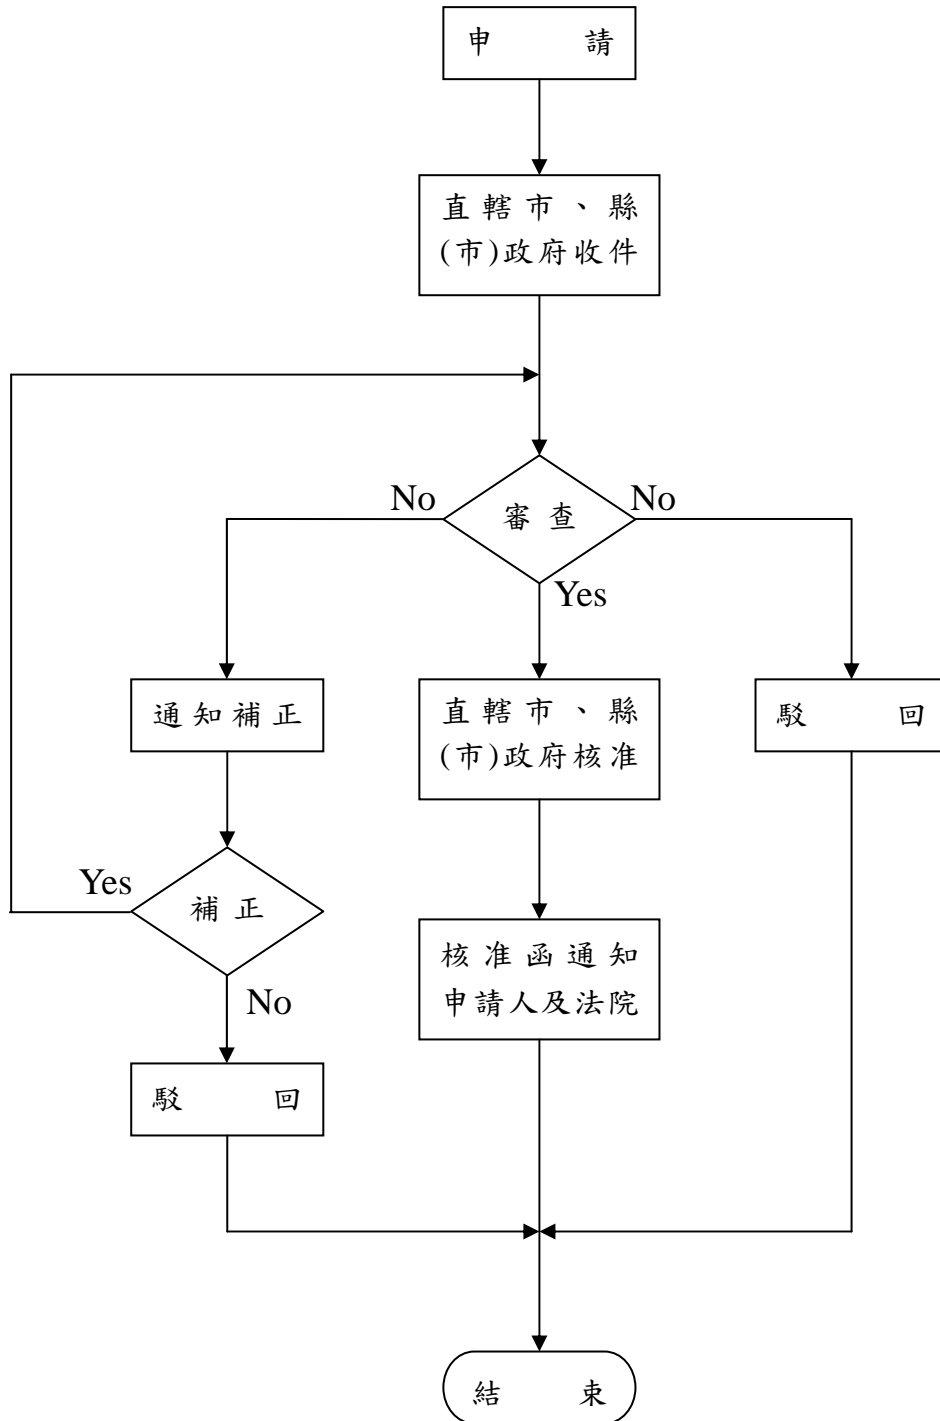 申請
直轄市、縣
(市)政府收件
No
審查
No
Yes
通知補正
直轄市、縣
(市)政府核准
駁回
Yes
補正
核准函通知
申請人及法院
No
駁回
結束